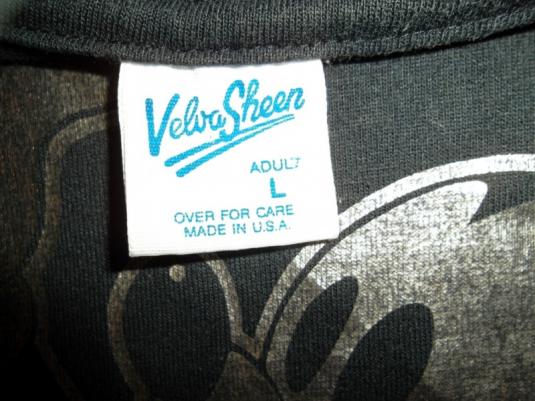 Velva Sheen
ADULT
L
OVER FOR CARE
MADE IN U.S.A.